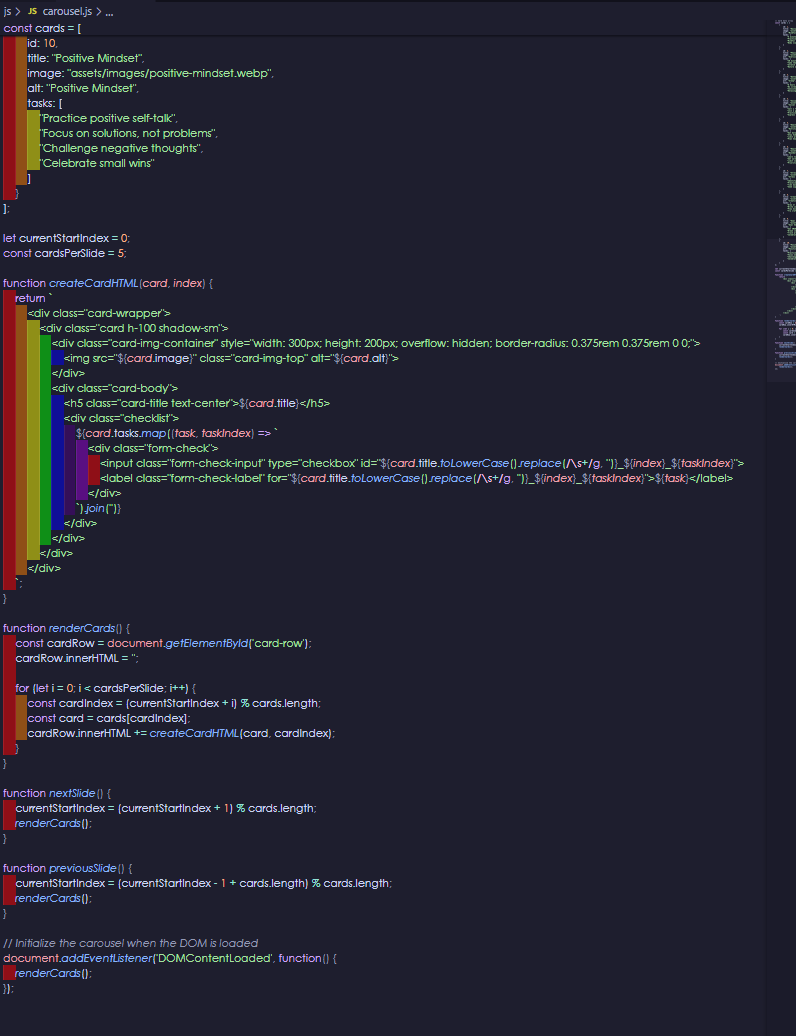 js > JS carousel.js > ...
const cards = [
id: 10,
title: "Positive Mindset",
image: "assets/images/positive-mindset.webp",
alt: "Positive Mindset",
tasks: [
"Practice positive self-talk",
"Focus on solutions, not problems",
"Challenge negative thoughts",
"Celebrate small wins"
]
}
];
let currentStartIndex = 0;
const cardsPerSlide = 5;
function createCardHTML(card, index) {
return `
<div class="card-wrapper">
<div class="card h-100 shadow-sm">
<div class="card-img-container" style="width: 300px; height: 200px; overflow: hidden; border-radius: 0.375rem 0.375rem 0 0;">
<img src="${card.image}" class="card-img-top" alt="${card.alt}">
</div>
<div class="card-body">
<h5 class="card-title text-center">${card.title}</h5>
<div class="checklist">
${card.tasks.map((task, taskIndex) => `
<div class="form-check">
<input class="form-check-input" type="checkbox" id="${card.title.toLowerCase().replace(/\s+/g, '')}_${index}_${taskIndex}">
<label class="form-check-label" for="${card.title.toLowerCase().replace(/\s+/g, '')}_${index}_${taskIndex}">${task}</label>
</div>
`).join('')}
</div>
</div>
</div>
</div>
`;
}
function renderCards() {
const cardRow = document.getElementById('card-row');
cardRow.innerHTML = '';
for (let i = 0; i < cardsPerSlide; i++) {
const cardIndex = (currentStartIndex + i) % cards.length;
const card = cards[cardIndex];
cardRow.innerHTML += createCardHTML(card, cardIndex);
}
}
function nextSlide() {
currentStartIndex = (currentStartIndex + 1) % cards.length;
renderCards();
}
function previousSlide() {
currentStartIndex = (currentStartIndex - 1 + cards.length) % cards.length;
renderCards();
}
// Initialize the carousel when the DOM is loaded
document.addEventListener('DOMContentLoaded', function() {
renderCards();
});